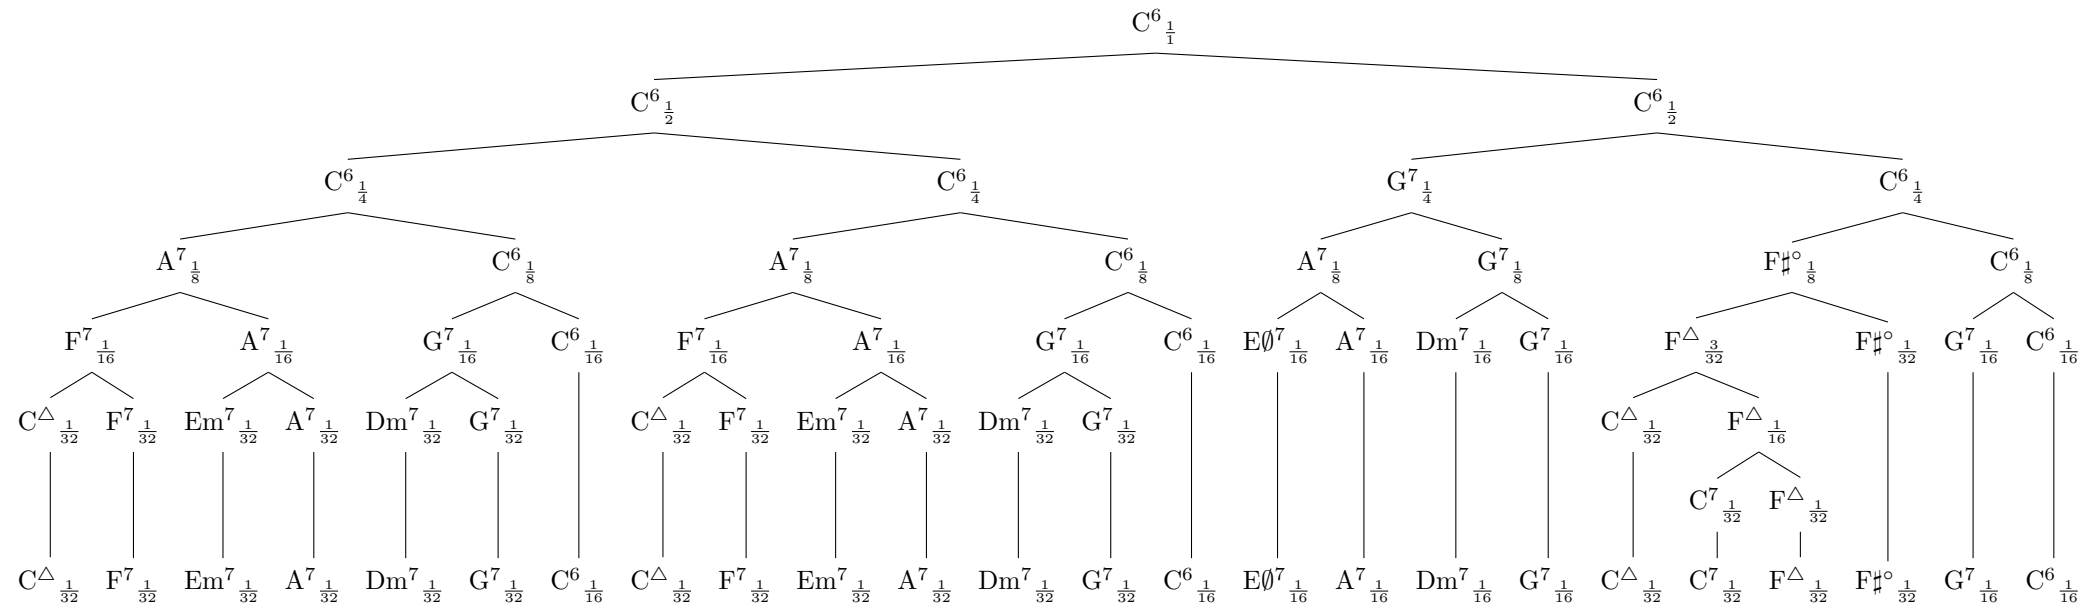 C⁶ 1/1
C⁶ 1/2 C⁶ 1/2
C⁶ 1/4 C⁶ 1/4 G⁷ 1/4 C⁶ 1/4
A⁷ 1/8 C⁶ 1/8 A⁷ 1/8 C⁶ 1/8 A⁷ 1/8 G⁷ 1/8 F♯° 1/8 C⁶ 1/8
F⁷ 1/16 A⁷ 1/16 G⁷ 1/16 C⁶ 1/16 F⁷ 1/16 A⁷ 1/16 G⁷ 1/16 C⁶ 1/16 E∅⁷ 1/16 A⁷ 1/16 Dm⁷ 1/16 G⁷ 1/16 F△ 3/32 F♯° 1/32 G⁷ 1/16 C⁶ 1/16
C△ 1/32 F⁷ 1/32 Em⁷ 1/32 A⁷ 1/32 Dm⁷ 1/32 G⁷ 1/32 C△ 1/32 F⁷ 1/32 Em⁷ 1/32 A⁷ 1/32 Dm⁷ 1/32 G⁷ 1/32 C△ 1/32 F△ 1/16
C⁷ 1/32 F△ 1/32
C△ 1/32 F⁷ 1/32 Em⁷ 1/32 A⁷ 1/32 Dm⁷ 1/32 G⁷ 1/32 C⁶ 1/16 C△ 1/32 F⁷ 1/32 Em⁷ 1/32 A⁷ 1/32 Dm⁷ 1/32 G⁷ 1/32 C⁶ 1/16 E∅⁷ 1/16 A⁷ 1/16 Dm⁷ 1/16 G⁷ 1/16 C△ 1/32 C⁷ 1/32 F△ 1/32 F♯° 1/32 G⁷ 1/16 C⁶ 1/16